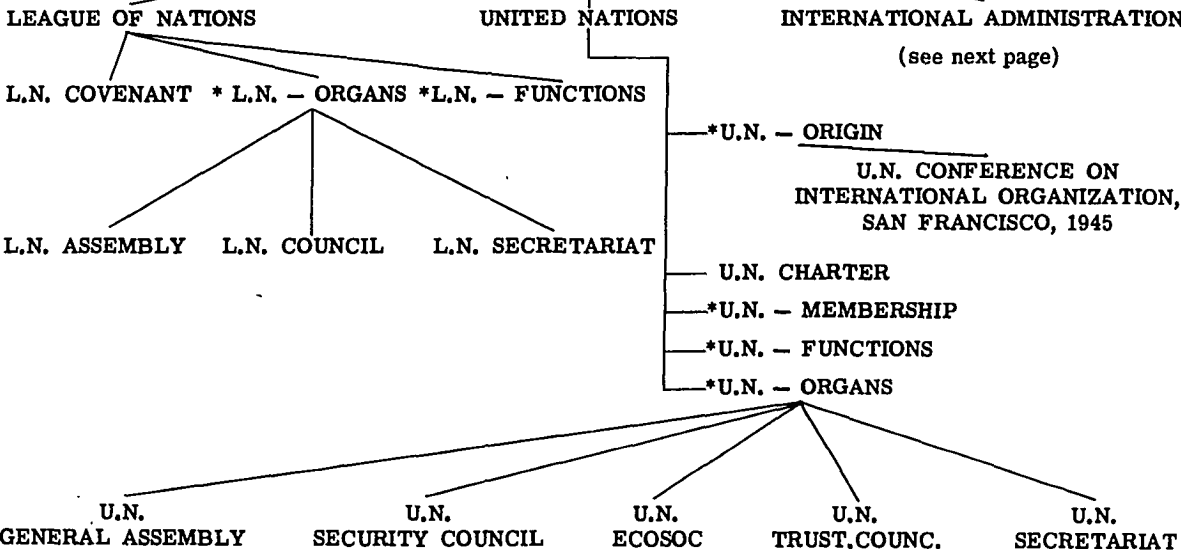 LEAGUE OF NATIONS UNITED NATIONS INTERNATIONAL ADMINISTRATION
(see next page)
L.N. COVENANT * L.N. — ORGANS *L.N. — FUNCTIONS
*U.N. — ORIGIN
U.N. CONFERENCE ON
INTERNATIONAL ORGANIZATION,
SAN FRANCISCO, 1945
L.N. ASSEMBLY L.N. COUNCIL L.N. SECRETARIAT
U.N. CHARTER
*U.N. — MEMBERSHIP
*U.N. — FUNCTIONS
*U.N. — ORGANS
U.N. U.N. U.N. U.N. U.N.
GENERAL ASSEMBLY SECURITY COUNCIL ECOSOC TRUST.COUNC. SECRETARIAT